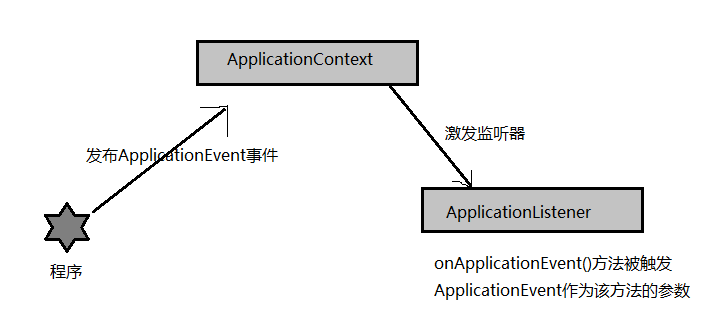 ApplicationContext
激发监听器
发布ApplicationEvent事件
ApplicationListener
程序
onApplicationEvent()方法被触发
ApplicationEvent作为该方法的参数